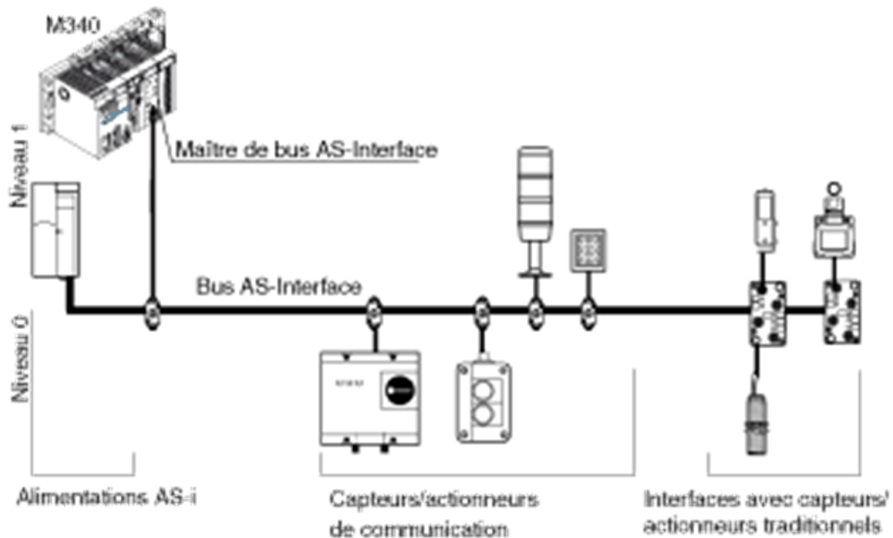 M340
Niveau 1
Maître de bus AS-Interface
Bus AS-Interface
Niveau 0
Alimentations AS-i
Capteurs/actionneurs
de communication
Interfaces avec capteurs/
actionneurs traditionnels